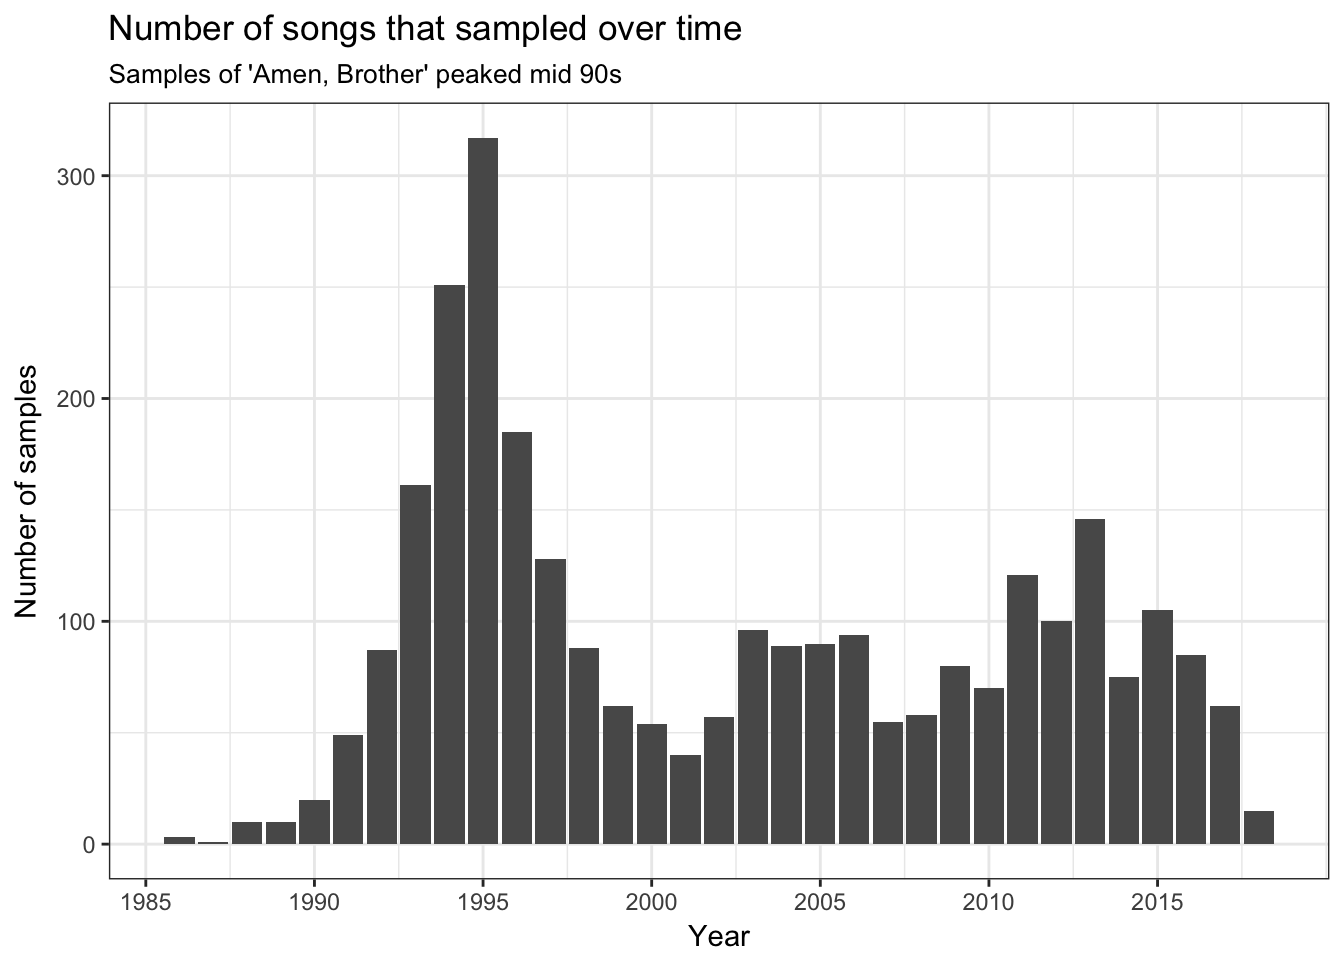 Number of songs that sampled over time
Samples of 'Amen, Brother' peaked mid 90s
Number of samples
300
200
100
0
1985 1990 1995 2000 2005 2010 2015
Year